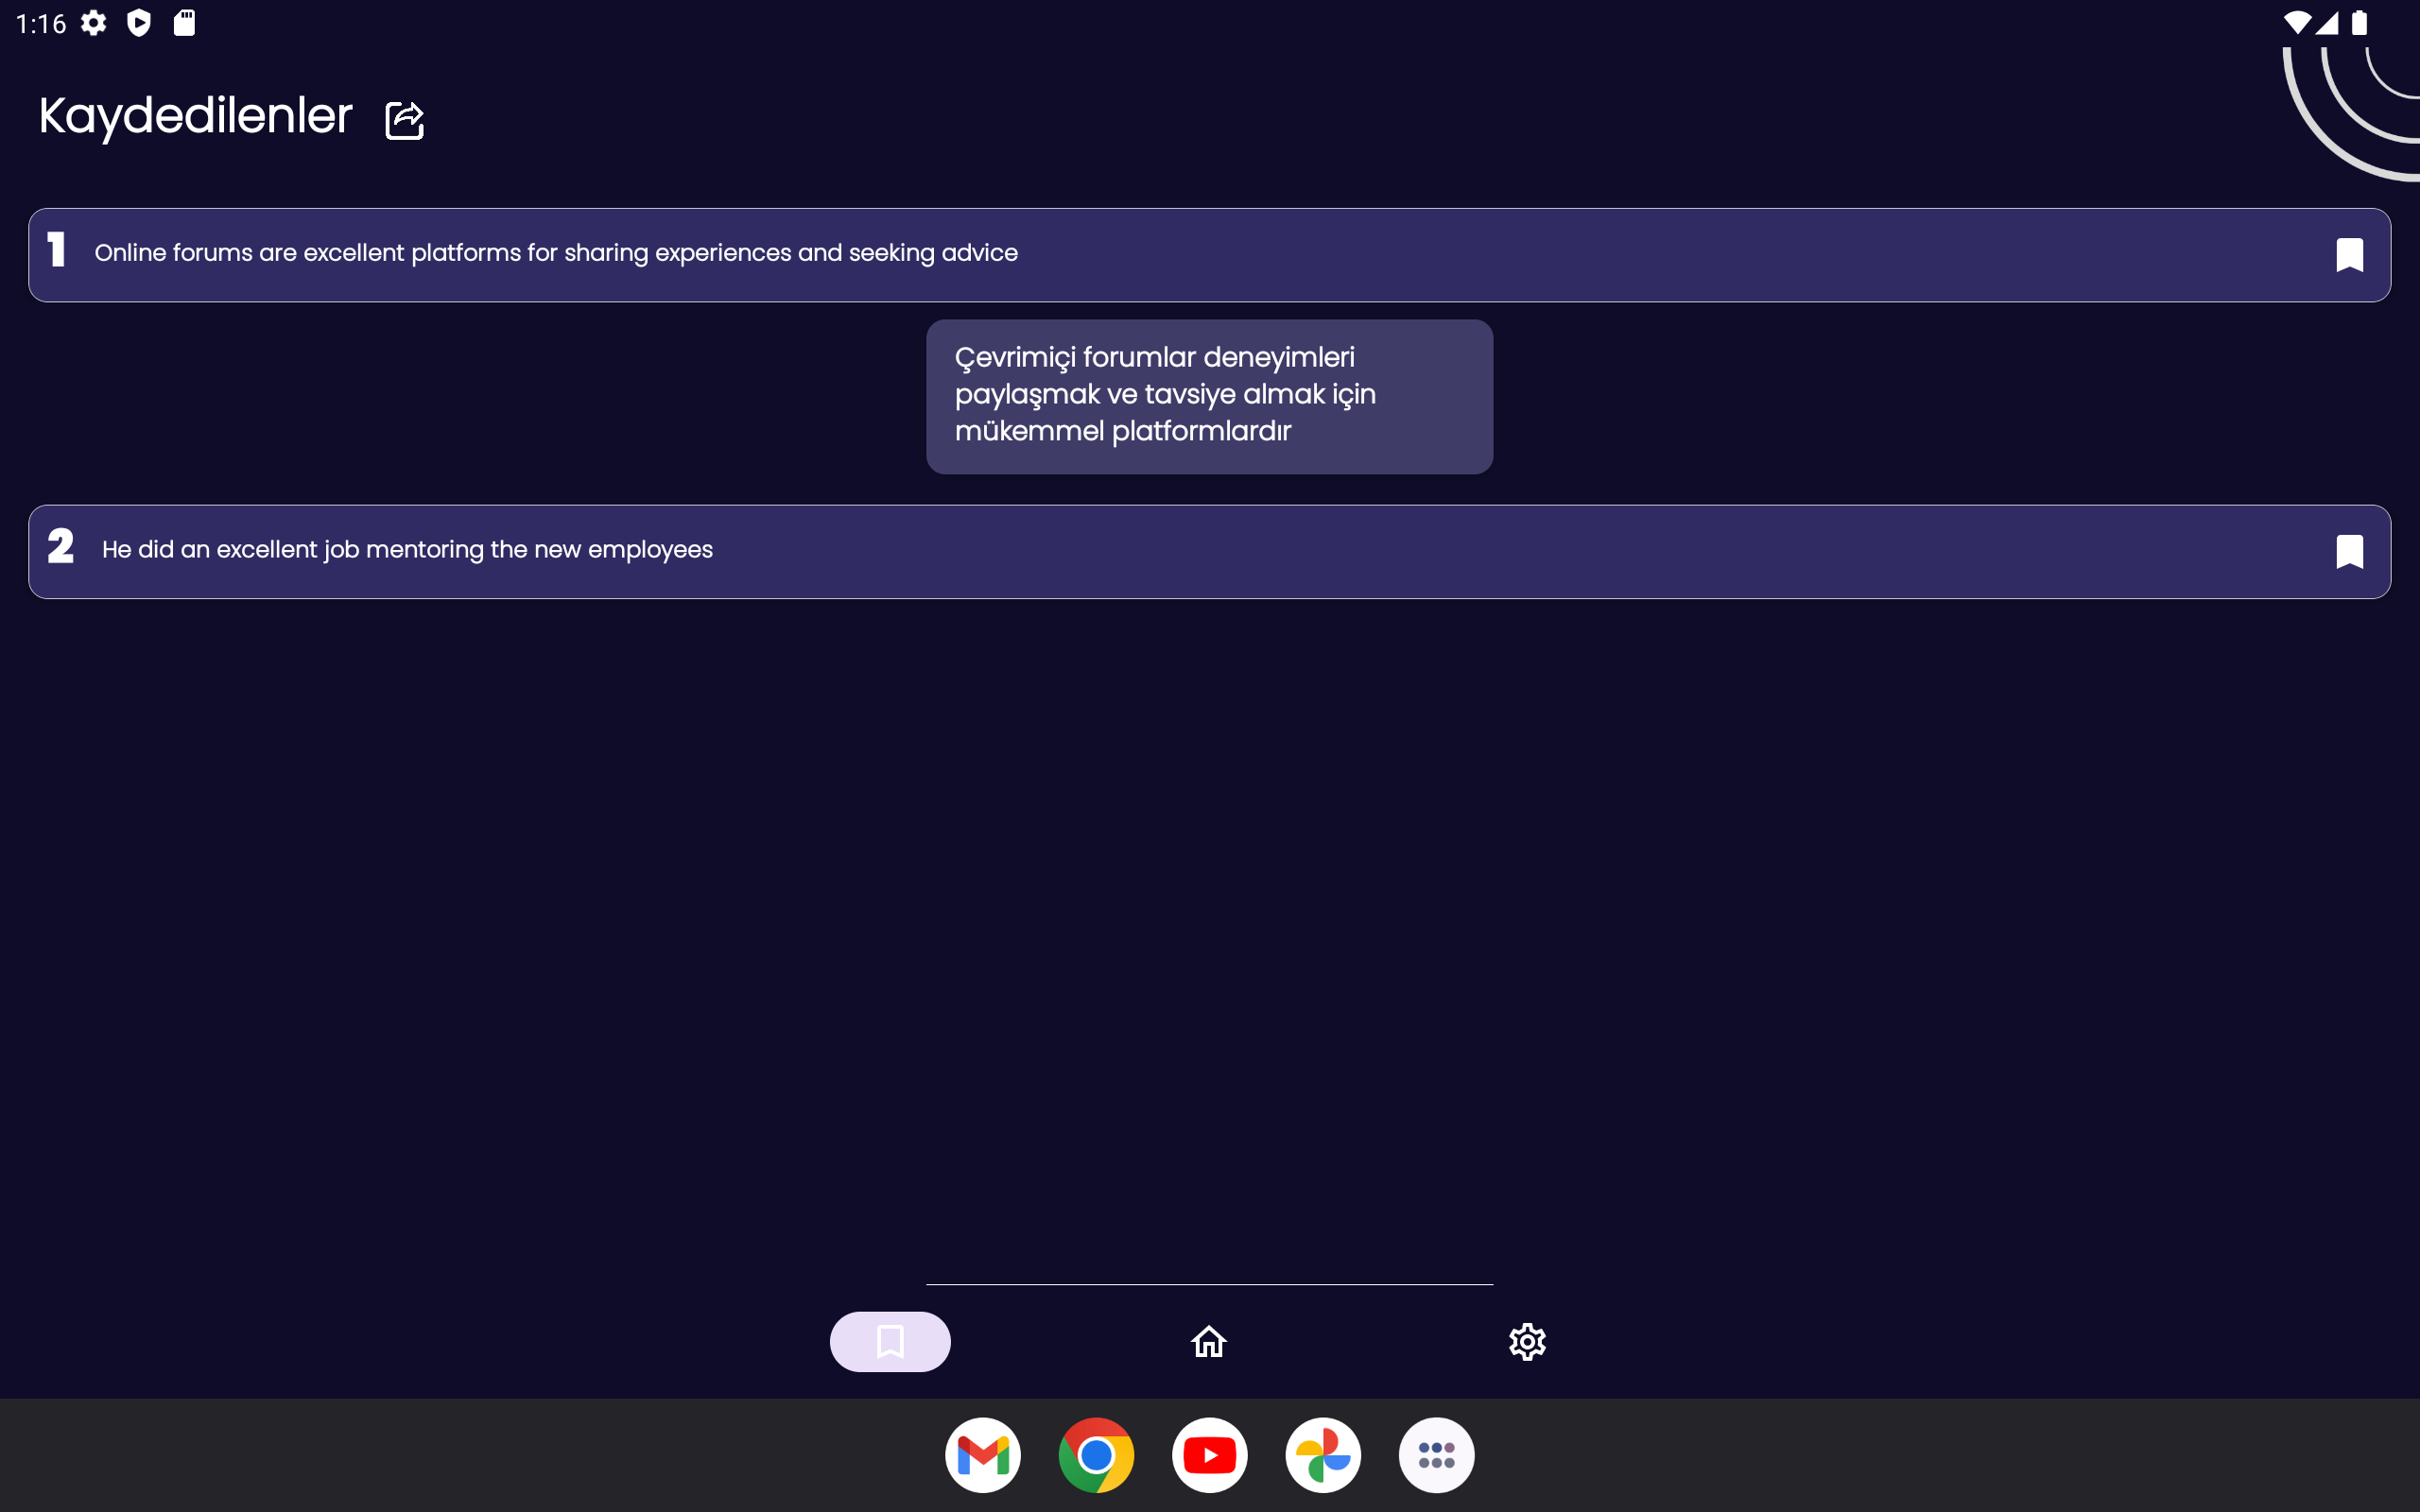 1:16
Kaydedilenler
1 Online forums are excellent platforms for sharing experiences and seeking advice
Çevrimiçi forumlar deneyimleri
paylaşmak ve tavsiye almak için
mükemmel platformlardır
2 He did an excellent job mentoring the new employees